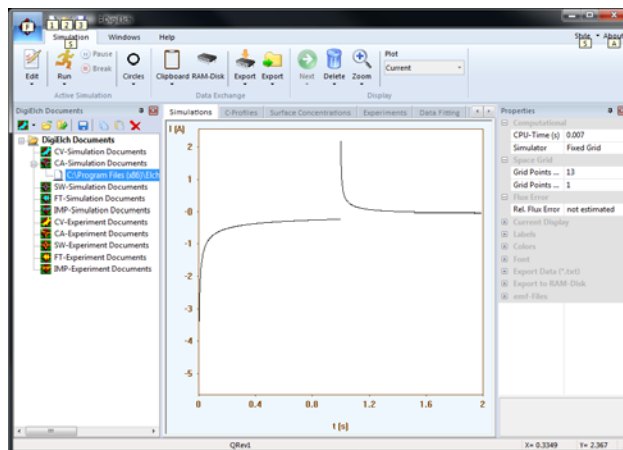 DigiElch
F
1 2 3
Simulation Windows Help Style About
S S A
Edit Run Pause Break Circles Clipboard RAM-Disk Export Export Next Delete Zoom Plot
Current
Active Simulation Data Exchange Display
DigiElch Documents
DigiElch Documents
CV-Simulation Documents
CA-Simulation Documents
C:\Program Files (x86)\Elch
SW-Simulation Documents
FT-Simulation Documents
IMP-Simulation Documents
CV-Experiment Documents
CA-Experiment Documents
SW-Experiment Documents
FT-Experiment Documents
IMP-Experiment Documents
Simulations C-Profiles Surface Concentrations Experiments Data Fitting
I [A]
2
1
-0
-1
-2
-3
-4
-5
0 0.4 0.8 1.2 1.6 2
t [s]
Properties
Computational
CPU-Time (s) 0.007
Simulator Fixed Grid
Space Grid
Grid Points ... 13
Grid Points ... 1
Flux Error
Rel. Flux Error not estimated
Current Display
Labels
Colors
Font
Export Data (*.txt)
Export to RAM-Disk
emf-Files
QRev1 X= 0.3349 Y= 2.367